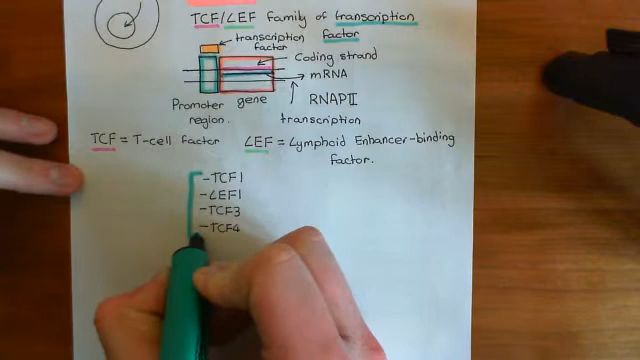 TCF/LEF family of transcription
factor
transcription
factor
Coding strand
mRNA
Promoter
region.
gene
RNAPII
transcription
TCF = T-cell factor
LEF = Lymphoid Enhancer-binding
factor.
-TCF1
-LEF1
-TCF3
-TCF4